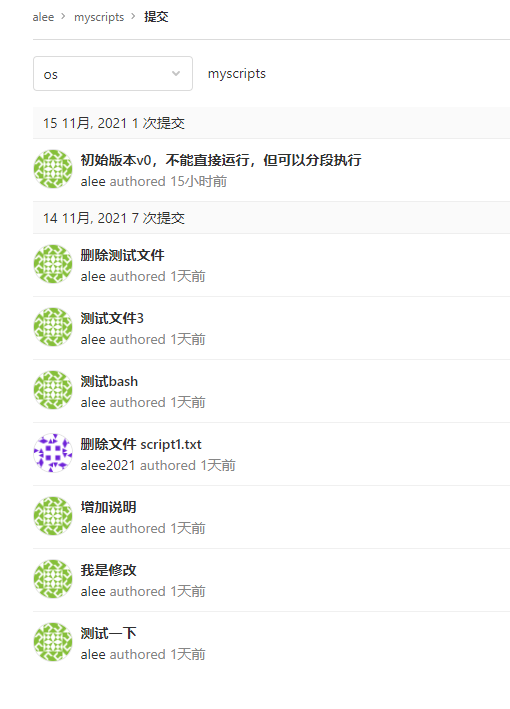 alee > myscripts > 提交
os myscripts
15 11月, 2021 1 次提交
初始版本v0，不能直接运行，但可以分段执行
alee authored 15小时前
14 11月, 2021 7 次提交
删除测试文件
alee authored 1天前
测试文件3
alee authored 1天前
测试bash
alee authored 1天前
删除文件 script1.txt
alee2021 authored 1天前
增加说明
alee authored 1天前
我是修改
alee authored 1天前
测试一下
alee authored 1天前